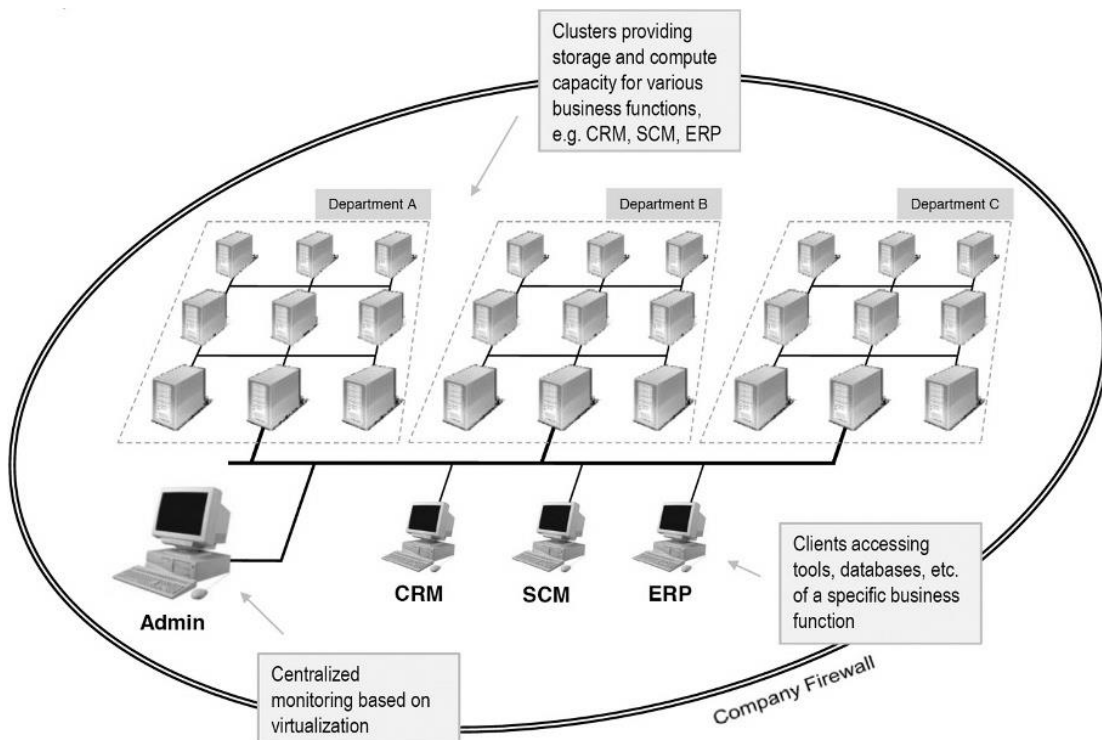 Clusters providing
storage and compute
capacity for various
business functions,
e.g. CRM, SCM, ERP
Department A
Department B
Department C
CRM
SCM
ERP
Admin
Clients accessing
tools, databases, etc.
of a specific business
function
Centralized
monitoring based on
virtualization
Company Firewall